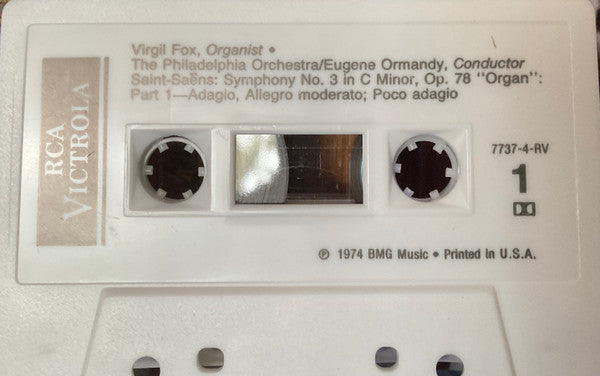 Virgil Fox, Organist •
The Philadelphia Orchestra/Eugene Ormandy, Conductor
Saint-Saëns: Symphony No. 3 in C Minor, Op. 78 "Organ":
Part 1—Adagio, Allegro moderato; Poco adagio
RCA
VICTROLA
7737-4-RV
1
℗ 1974 BMG Music • Printed in U.S.A.